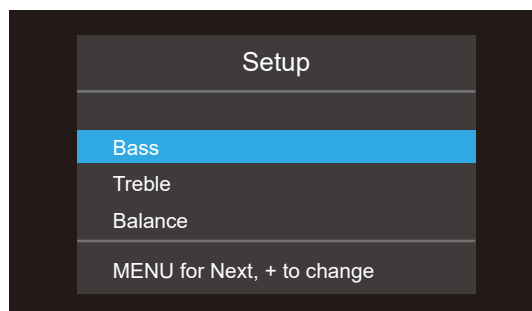 Setup
Bass
Treble
Balance
MENU for Next, + to change